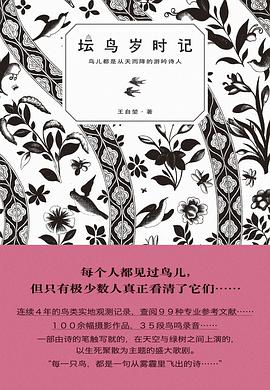 坛鸟岁时记
鸟儿都是从天而降的游吟诗人
王自堃·著
每个人都见过鸟儿，
但只有极少数人真正看清了它们……
连续4年的鸟类实地观测记录，查阅99种专业参考文献……
100余幅摄影作品，35段鸟鸣录音……
一部由诗的笔触写就的，在天空与绿树之间上演的，
以生死聚散为主题的盛大歌剧。
“每一只鸟，都是一句从雾霾里飞出的诗……”